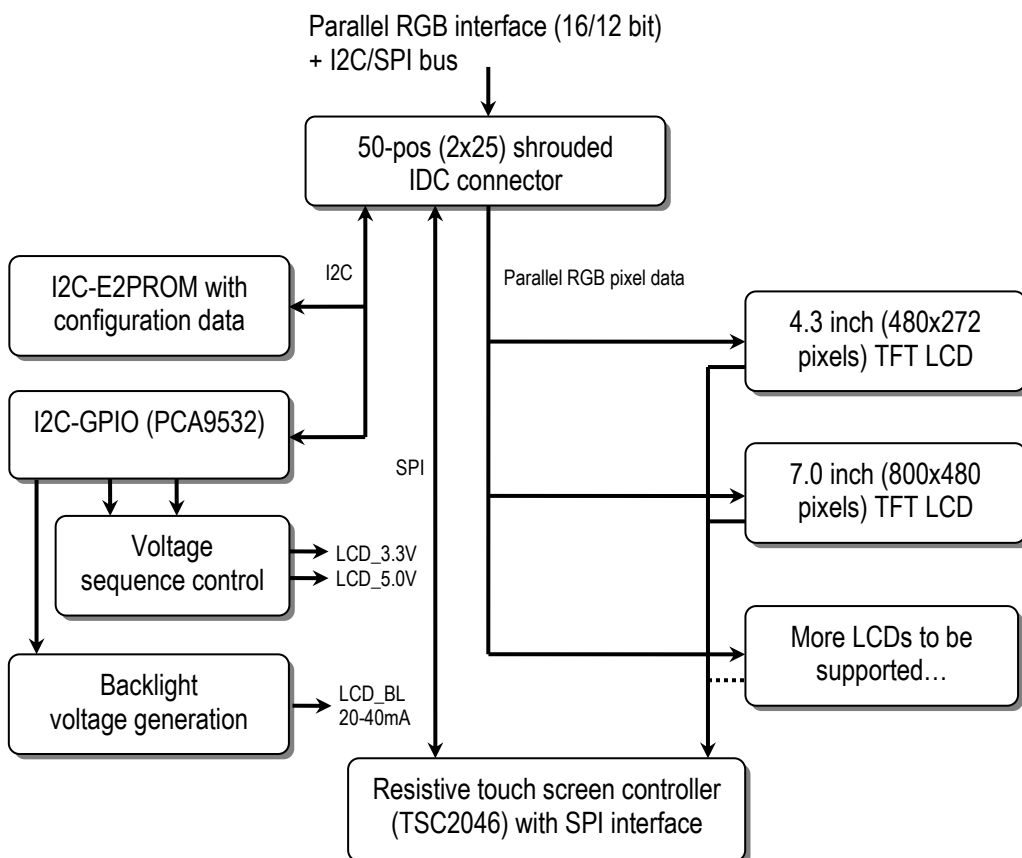 Parallel RGB interface (16/12 bit)
+ I2C/SPI bus
50-pos (2x25) shrouded
IDC connector
I2C
Parallel RGB pixel data
I2C-E2PROM with
configuration data
4.3 inch (480x272
pixels) TFT LCD
I2C-GPIO (PCA9532)
SPI
7.0 inch (800x480
pixels) TFT LCD
Voltage
sequence control
LCD_3.3V
LCD_5.0V
More LCDs to be
supported…
Backlight
voltage generation
LCD_BL
20-40mA
Resistive touch screen controller
(TSC2046) with SPI interface